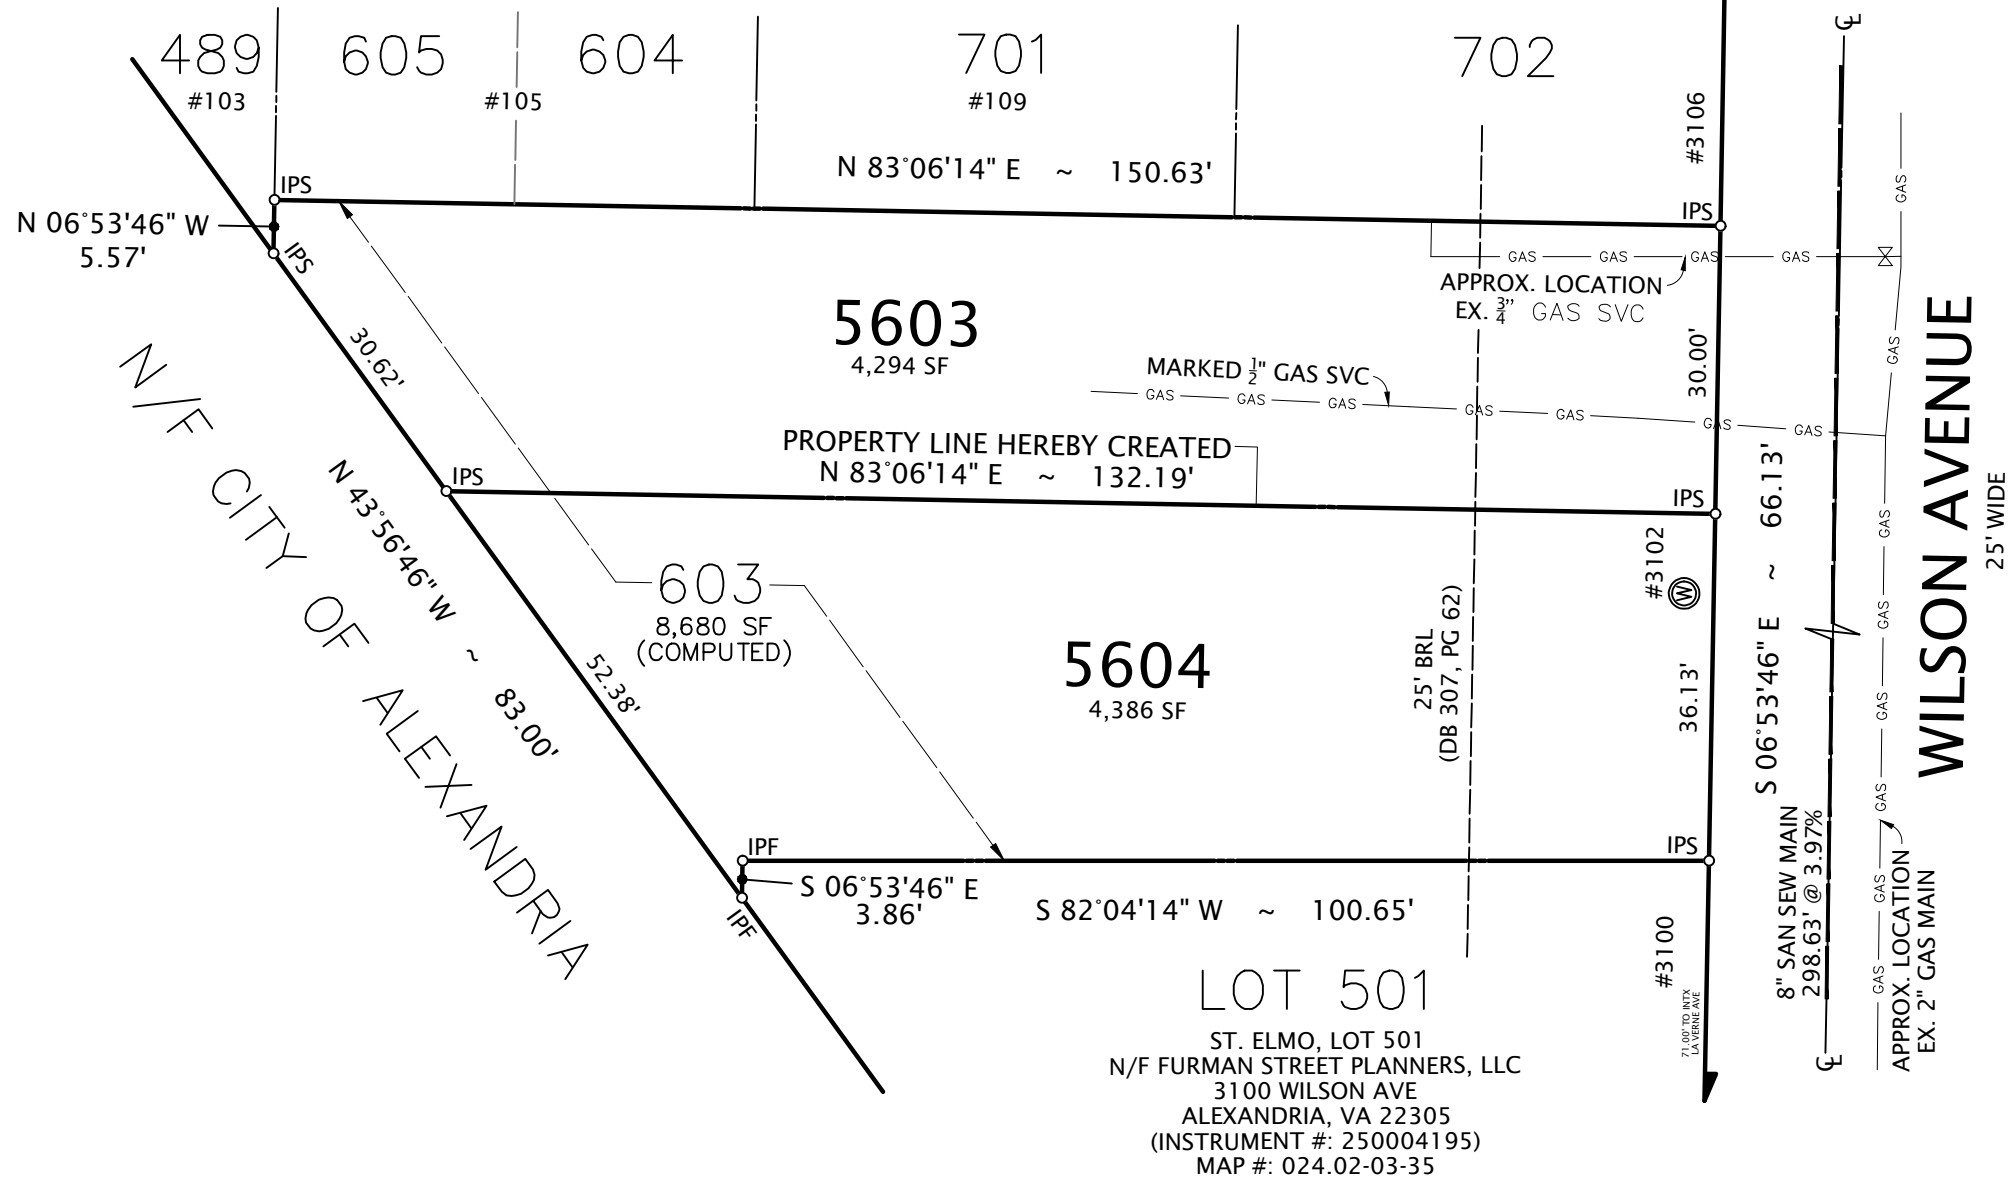 489
605
604
701
702
#103
#105
#109
#3106
N 83°06'14" E ~ 150.63'
IPS
IPS
N 06°53'46" W
5.57'
IPS
GAS GAS GAS GAS
APPROX. LOCATION
EX. 3/4" GAS SVC
GAS
5603
4,294 SF
30.62'
30.00'
MARKED 1/2" GAS SVC
GAS GAS GAS GAS GAS GAS GAS
GAS
PROPERTY LINE HEREBY CREATED
N 83°06'14" E ~ 132.19'
IPS
IPS
N/F CITY OF ALEXANDRIA
N 43°56'46" W ~ 83.00'
603
8,680 SF
(COMPUTED)
52.38'
5604
4,386 SF
25' BRL
(DB 307, PG 62)
#3102
W
36.13'
S 06°53'46" E ~ 66.13'
GAS GAS GAS GAS GAS GAS
WILSON AVENUE
25' WIDE
IPF
IPS
S 06°53'46" E
3.86'
IPF
S 82°04'14" W ~ 100.65'
8" SAN SEW MAIN
298.63' @ 3.97%
APPROX. LOCATION
EX. 2" GAS MAIN
#3100
71.00' TO INTX
LA VERNE AVE
LOT 501
ST. ELMO, LOT 501
N/F FURMAN STREET PLANNERS, LLC
3100 WILSON AVE
ALEXANDRIA, VA 22305
(INSTRUMENT #: 250004195)
MAP #: 024.02-03-35